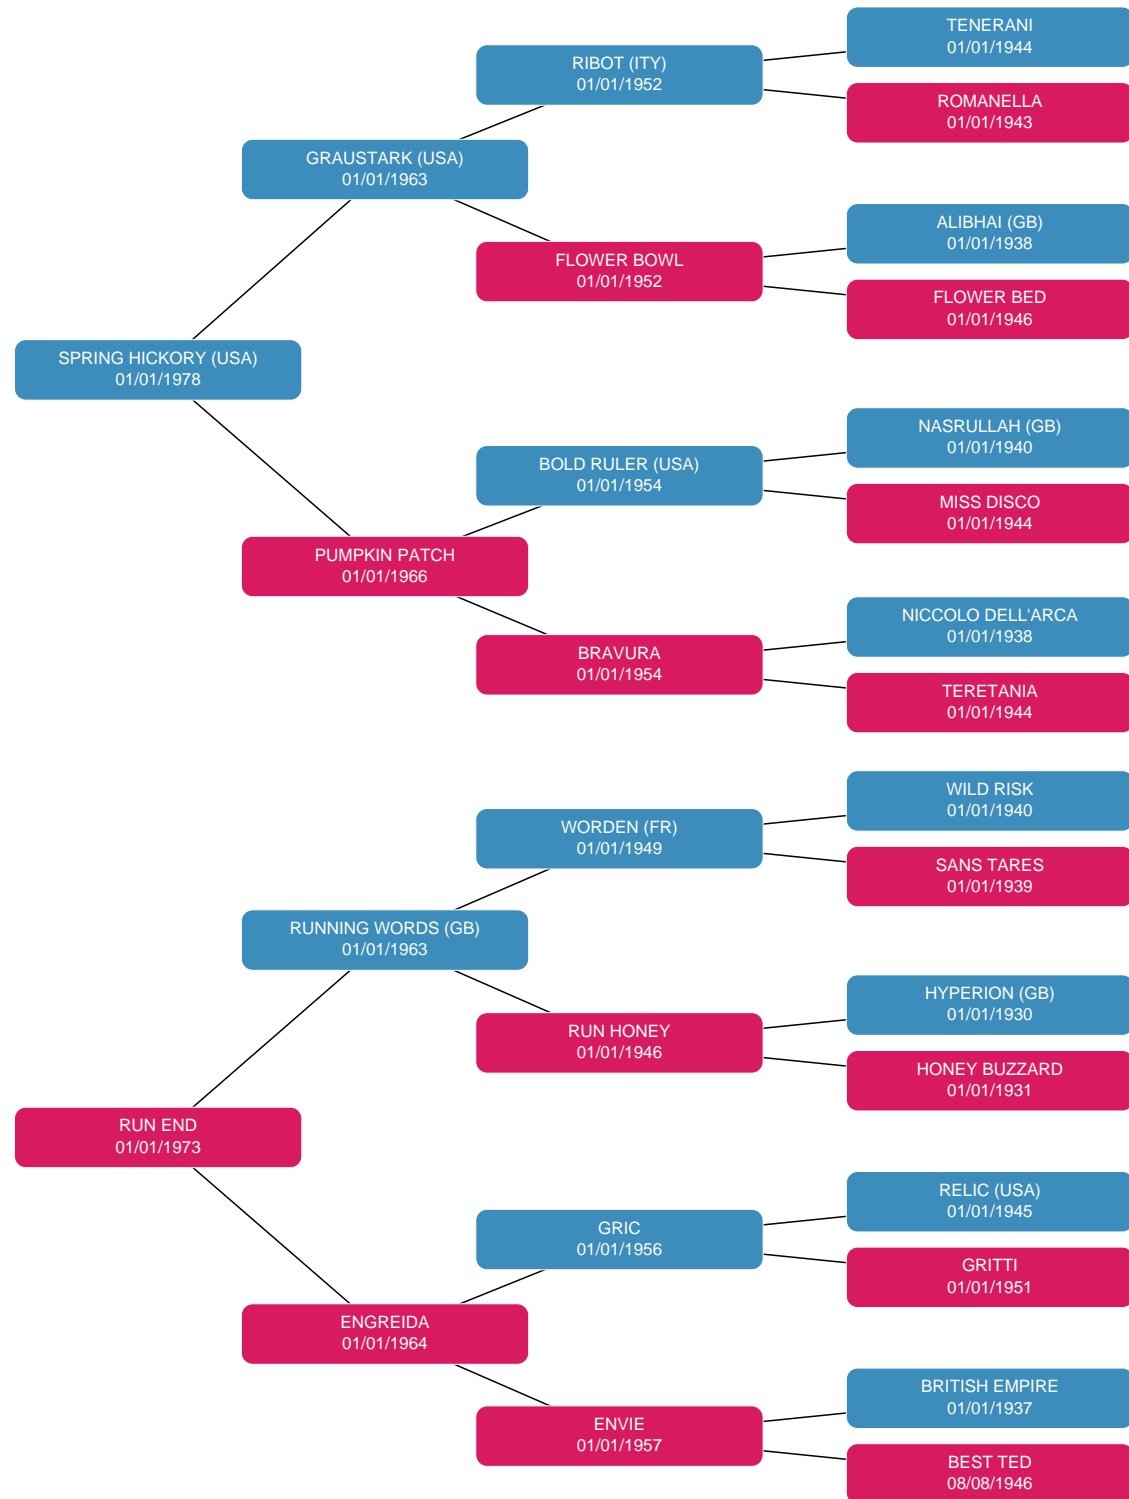 TENERANI
01/01/1944
RIBOT (ITY)
01/01/1952
ROMANELLA
01/01/1943
GRAUSTARK (USA)
01/01/1963
ALIBHAI (GB)
01/01/1938
FLOWER BOWL
01/01/1952
FLOWER BED
01/01/1946
SPRING HICKORY (USA)
01/01/1978
NASRULLAH (GB)
01/01/1940
BOLD RULER (USA)
01/01/1954
MISS DISCO
01/01/1944
PUMPKIN PATCH
01/01/1966
NICCOLO DELL'ARCA
01/01/1938
BRAVURA
01/01/1954
TERETANIA
01/01/1944
WILD RISK
01/01/1940
WORDEN (FR)
01/01/1949
SANS TARES
01/01/1939
RUNNING WORDS (GB)
01/01/1963
HYPERION (GB)
01/01/1930
RUN HONEY
01/01/1946
HONEY BUZZARD
01/01/1931
RUN END
01/01/1973
RELIC (USA)
01/01/1945
GRIC
01/01/1956
GRITTI
01/01/1951
ENGREIDA
01/01/1964
BRITISH EMPIRE
01/01/1937
ENVIE
01/01/1957
BEST TED
08/08/1946